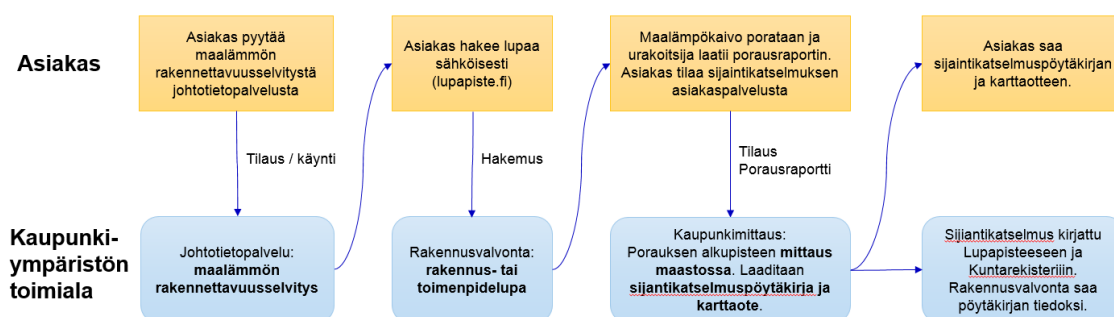 Asiakas
Asiakas pyytää
maalämmön
rakennettavuusselvitystä
johtotietopalvelusta
Asiakas hakee lupaa
sähköisesti
(lupapiste.fi)
Maalämpökaivo porataan ja
urakoitsija laatii porausraportin.
Asiakas tilaa sijaintikatselmuksen
asiakaspalvelusta
Asiakas saa
sijaintikatselmuspöytäkirjan
ja karttaotteen.
Tilaus / käynti
Hakemus
Tilaus
Porausraportti
Kaupunki-
ympäristön
toimiala
Johtotietopalvelu:
maalämmön
rakennettavuusselvitys
Rakennusvalvonta:
rakennus- tai
toimenpidelupa
Kaupunkimittaus:
Porauksen alkupisteen mittaus
maastossa. Laaditaan
sijantikatselmuspöytäkirja ja
karttaote.
Sijiantikatselmus kirjattu
Lupapisteeseen ja
Kuntarekisteriiin.
Rakennusvalvonta saa
pöytäkirjan tiedoksi.